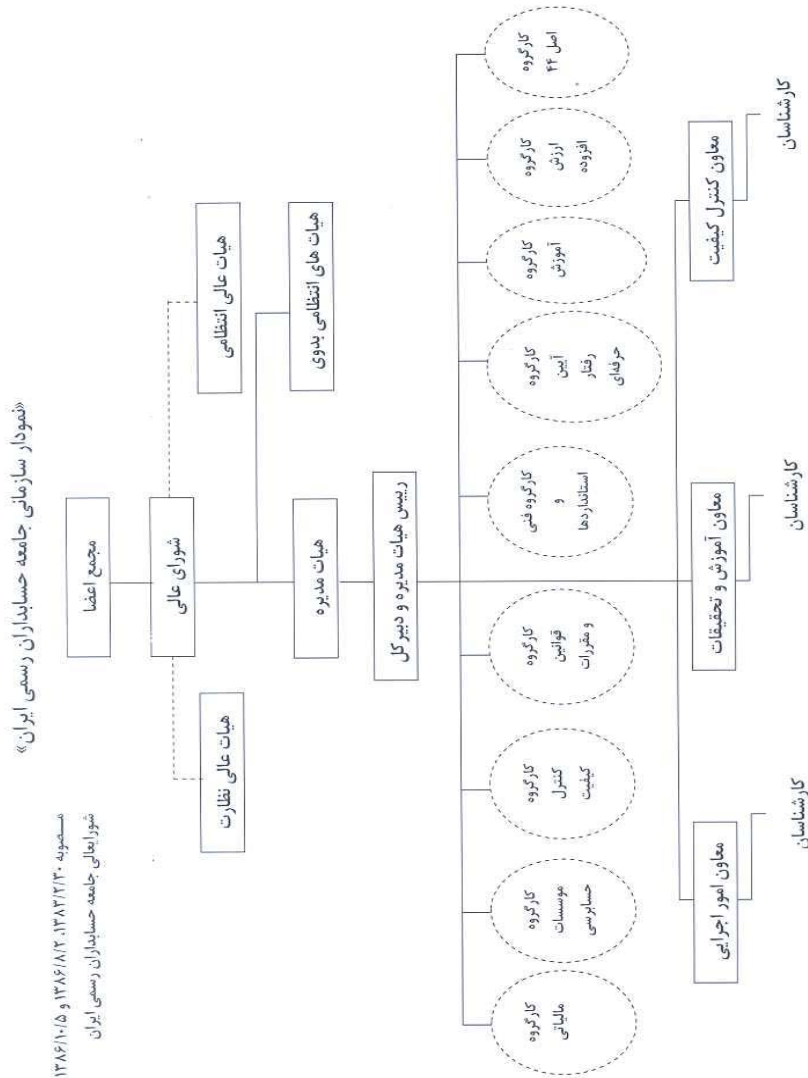 «نمودار سازمانی جامعه حسابداران رسمی ایران»
مصوبه ۱۳۸۳/۲/۳۰، ۱۳۸۶/۸/۲ و ۱۳۸۶/۱۰/۵
شورایعالی جامعه حسابداران رسمی ایران
مجمع اعضا
شورای عالی
هیات عالی انتظامی
هیات عالی نظارت
هیات های انتظامی بدوی
هیات مدیره
رییس هیات مدیره و دبیر کل
کارگروه
اصل ۴۴
کارگروه
ارزش
افزوده
کارگروه
آموزش
کارگروه
آیین
رفتار
حرفه‌ای
کارگروه فنی
و
استانداردها
کارگروه
قوانین
و مقررات
کارگروه
کنترل
کیفیت
کارگروه
موسسات
حسابرسی
کارگروه
مالیاتی
معاون کنترل کیفیت
معاون آموزش و تحقیقات
معاون امور اجرایی
کارشناسان
کارشناسان
کارشناسان